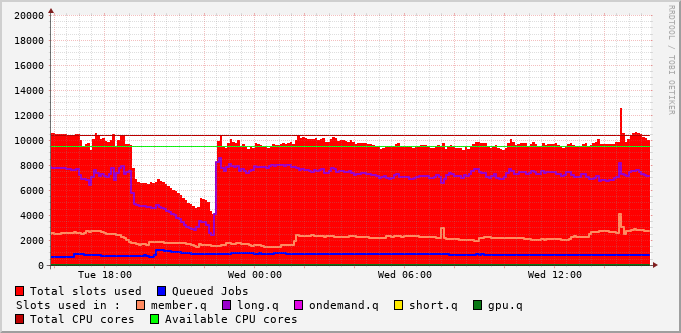 20000
18000
16000
14000
12000
10000
8000
6000
4000
2000
0
Tue 18:00 Wed 00:00 Wed 06:00 Wed 12:00
Total slots used Queued Jobs
Slots used in : member.q long.q ondemand.q short.q gpu.q
Total CPU cores Available CPU cores
RRDTOOL / TOBI OETIKER